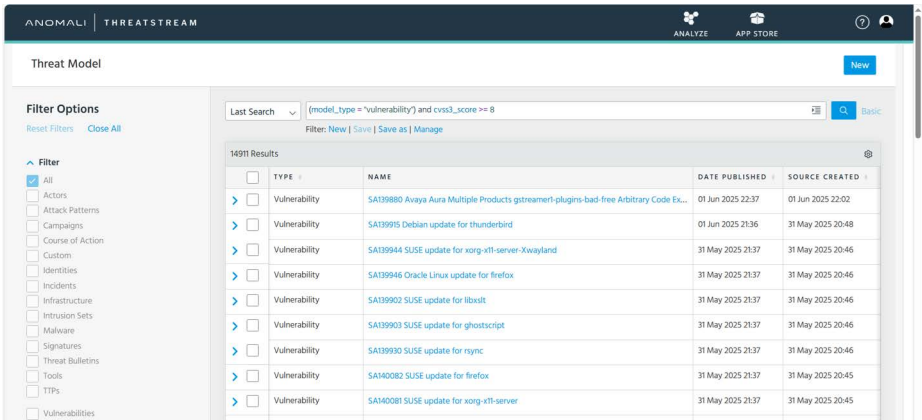 ANOMALI | THREATSTREAM
ANALYZE
APP STORE
Threat Model
New
Filter Options
Reset Filters Close All
Filter
All
Actors
Attack Patterns
Campaigns
Course of Action
Custom
Identities
Incidents
Infrastructure
Intrusion Sets
Malware
Signatures
Threat Bulletins
Tools
TTPs
Vulnerabilities
Last Search
(model_type = "vulnerability") and cvss3_score >= 8
Basic
Filter: New | Save | Save as | Manage
14911 Results
TYPE NAME DATE PUBLISHED SOURCE CREATED
Vulnerability SA139880 Avaya Aura Multiple Products gstreamer1-plugins-bad-free Arbitrary Code Ex... 01 Jun 2025 22:37 01 Jun 2025 22:02
Vulnerability SA139915 Debian update for thunderbird 01 Jun 2025 21:36 31 May 2025 20:48
Vulnerability SA139944 SUSE update for xorg-x11-server-Xwayland 31 May 2025 21:37 31 May 2025 20:46
Vulnerability SA139946 Oracle Linux update for firefox 31 May 2025 21:37 31 May 2025 20:46
Vulnerability SA139902 SUSE update for libxslt 31 May 2025 21:37 31 May 2025 20:46
Vulnerability SA139903 SUSE update for ghostscript 31 May 2025 21:37 31 May 2025 20:46
Vulnerability SA139930 SUSE update for rsync 31 May 2025 21:37 31 May 2025 20:46
Vulnerability SA140082 SUSE update for firefox 31 May 2025 21:37 31 May 2025 20:45
Vulnerability SA140081 SUSE update for xorg-x11-server 31 May 2025 21:37 31 May 2025 20:45